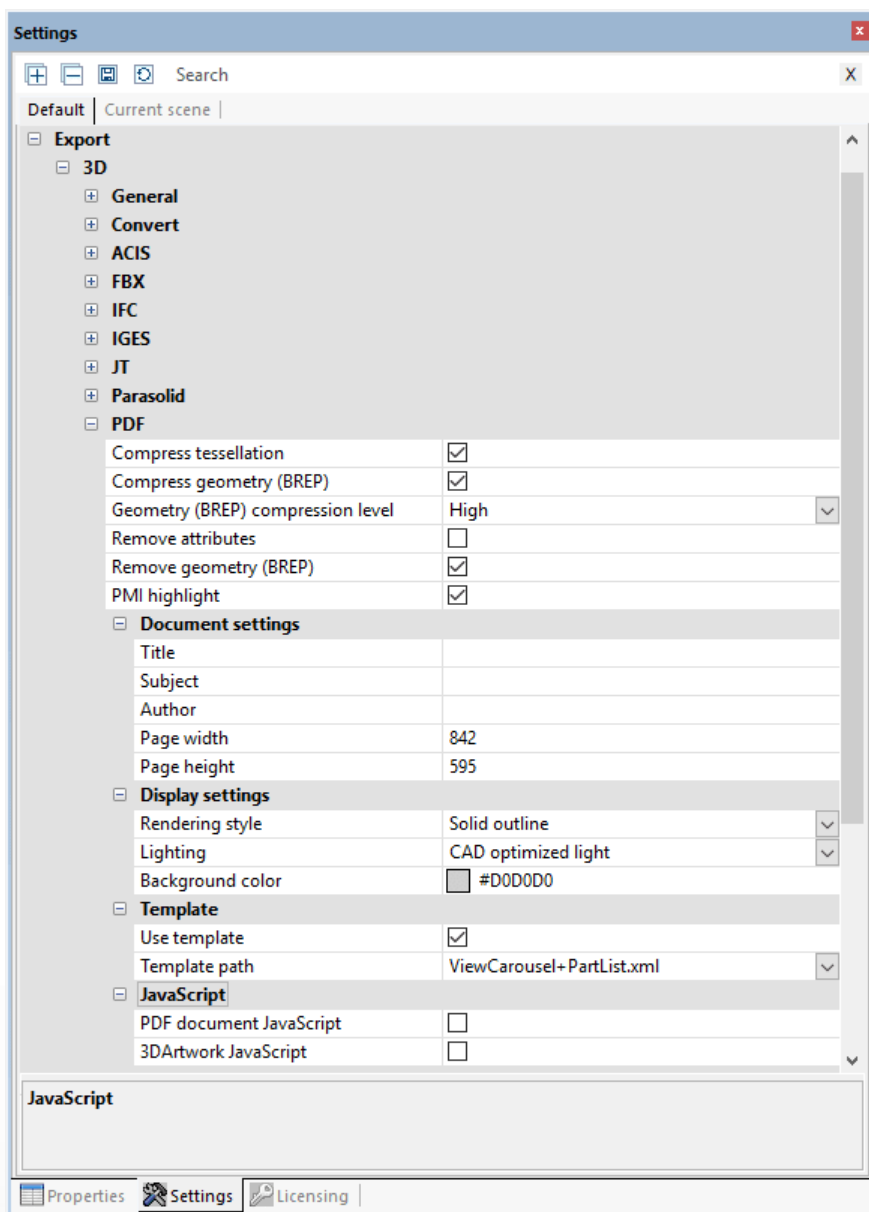 Settings
x
Search X
Default Current scene
Export
3D
General
Convert
ACIS
FBX
IFC
IGES
JT
Parasolid
PDF
Compress tessellation
Compress geometry (BREP)
Geometry (BREP) compression level High
Remove attributes
Remove geometry (BREP)
PMI highlight
Document settings
Title
Subject
Author
Page width 842
Page height 595
Display settings
Rendering style Solid outline
Lighting CAD optimized light
Background color #D0D0D0
Template
Use template
Template path ViewCarousel+PartList.xml
JavaScript
PDF document JavaScript
3DArtwork JavaScript
JavaScript
Properties Settings Licensing